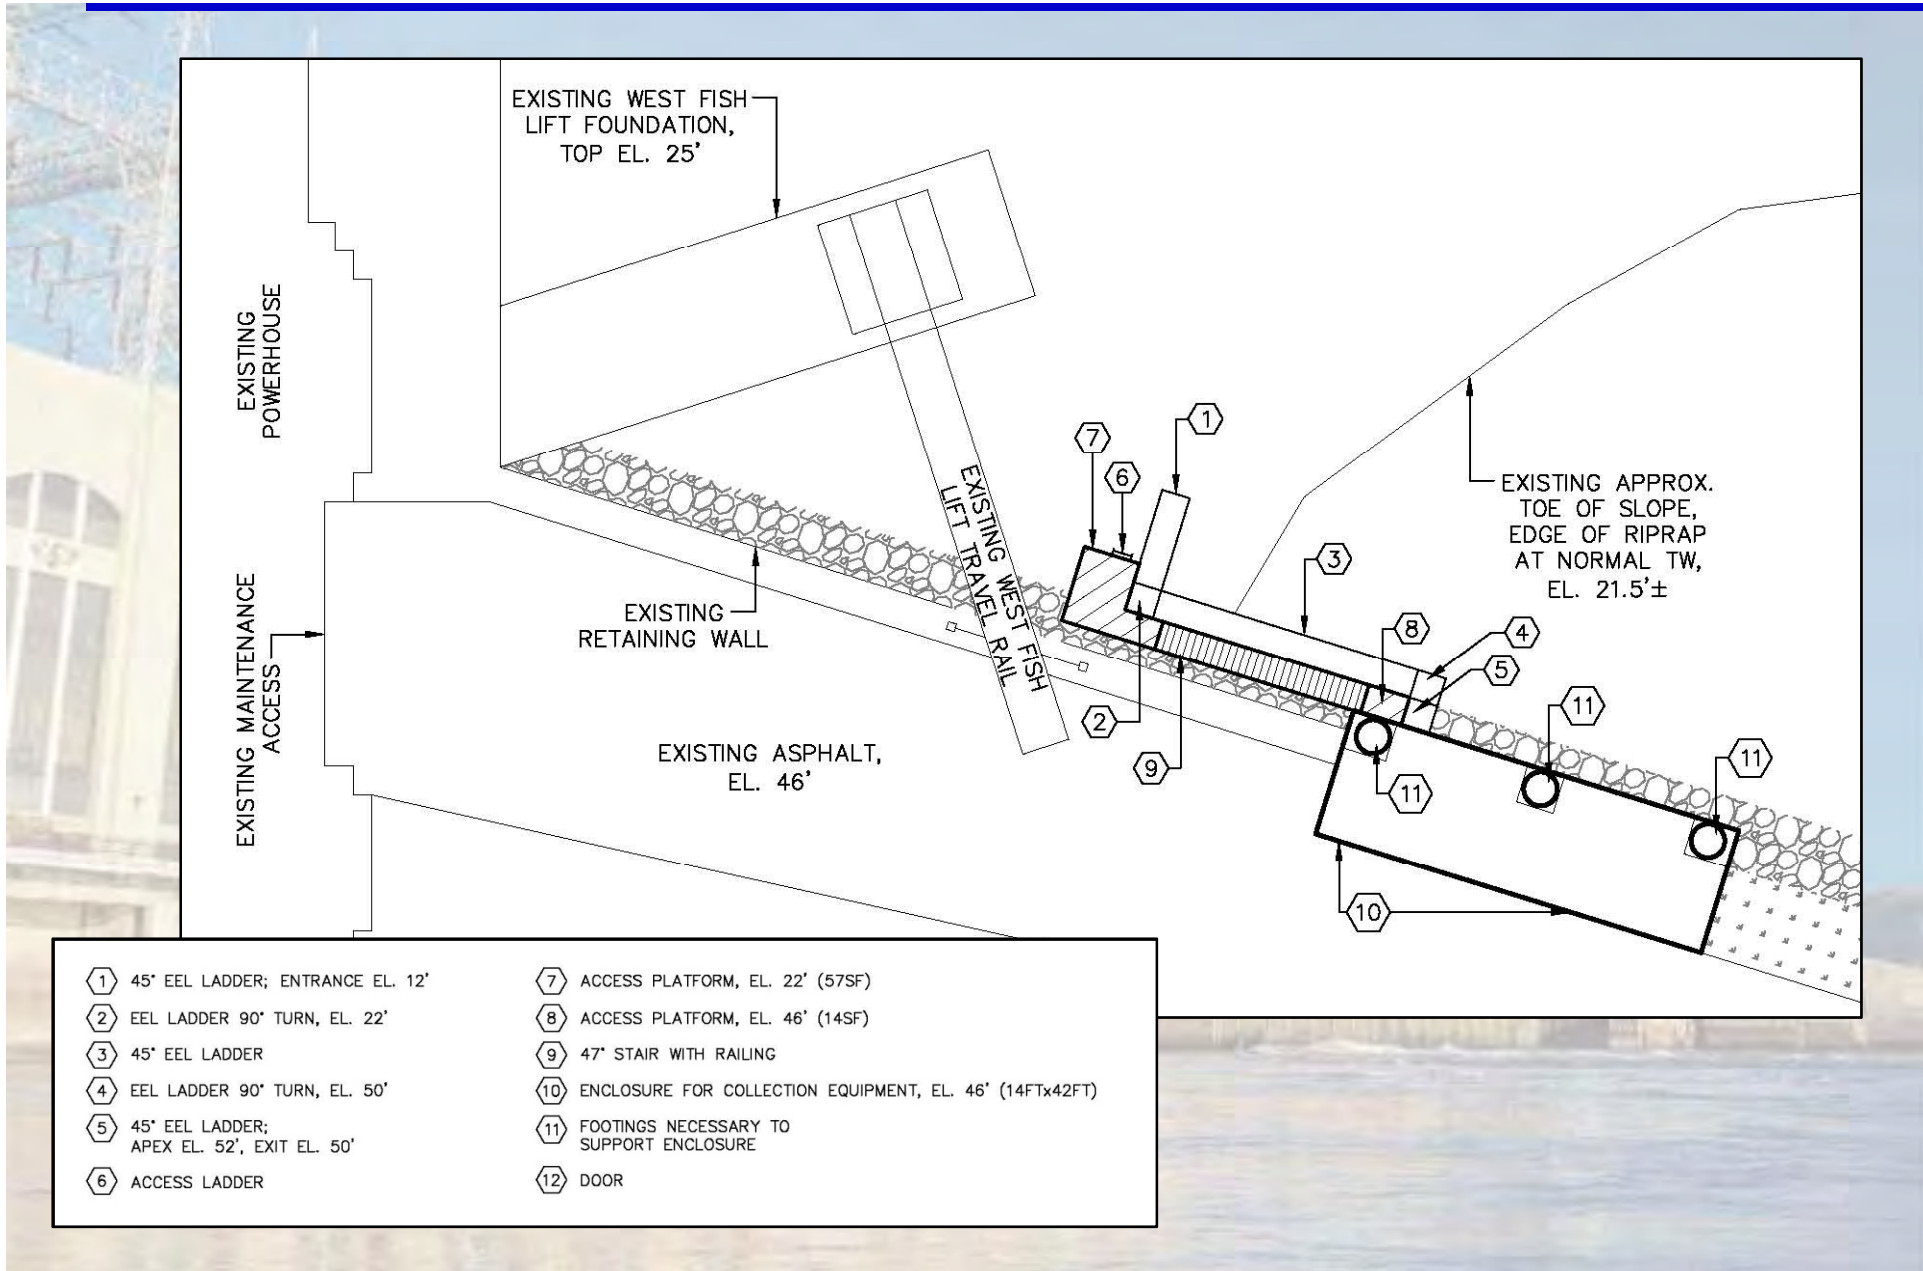 EXISTING WEST FISH
LIFT FOUNDATION,
TOP EL. 25'
EXISTING
POWERHOUSE
EXISTING MAINTENANCE
ACCESS
EXISTING
RETAINING WALL
EXISTING WEST FISH
LIFT TRAVEL RAIL
EXISTING ASPHALT,
EL. 46'
EXISTING APPROX.
TOE OF SLOPE,
EDGE OF RIPRAP
AT NORMAL TW,
EL. 21.5'±
1
7
6
3
8
4
5
2
9
11
11
11
10
1 45° EEL LADDER; ENTRANCE EL. 12'
2 EEL LADDER 90° TURN, EL. 22'
3 45° EEL LADDER
4 EEL LADDER 90° TURN, EL. 50'
5 45° EEL LADDER;
APEX EL. 52', EXIT EL. 50'
6 ACCESS LADDER
7 ACCESS PLATFORM, EL. 22' (57SF)
8 ACCESS PLATFORM, EL. 46' (14SF)
9 47° STAIR WITH RAILING
10 ENCLOSURE FOR COLLECTION EQUIPMENT, EL. 46' (14FTx42FT)
11 FOOTINGS NECESSARY TO
SUPPORT ENCLOSURE
12 DOOR